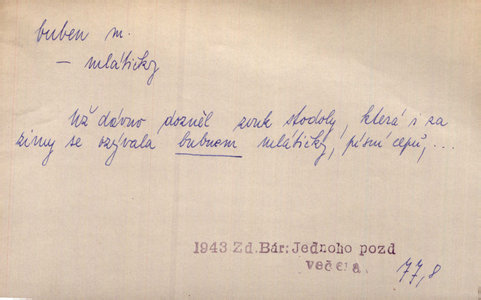 buben m.
— mlátičky
Už dávno dozněl zvuk stodoly, která s za
zimy se ozývala bubnem mlátičky, písní cepů, ...
1943 Zd. Bár: Jednoho pozd
večera.
77,8